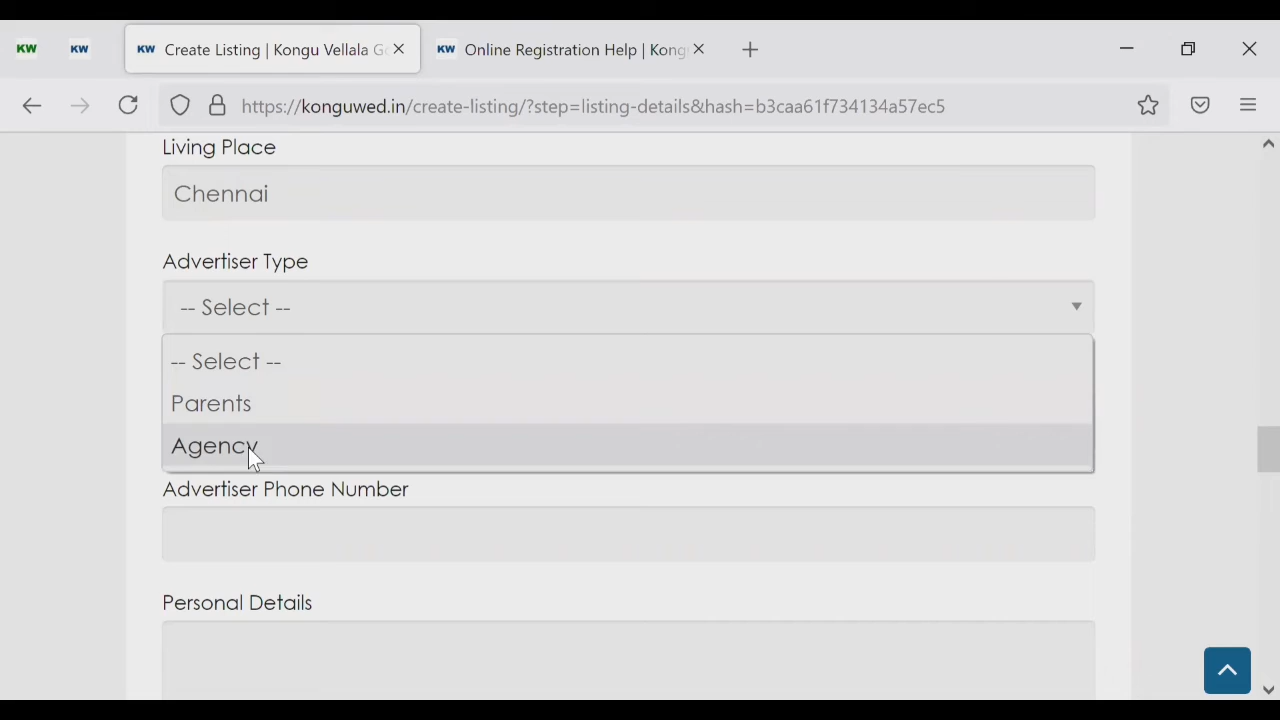 KW
KW
KW Create Listing | Kongu Vellala Go
KW Online Registration Help | Kong
https://konguwed.in/create-listing/?step=listing-details&hash=b3caa61f734134a57ec5
Living Place
Chennai
Advertiser Type
-- Select --
-- Select --
Parents
Agency
Advertiser Phone Number
Personal Details